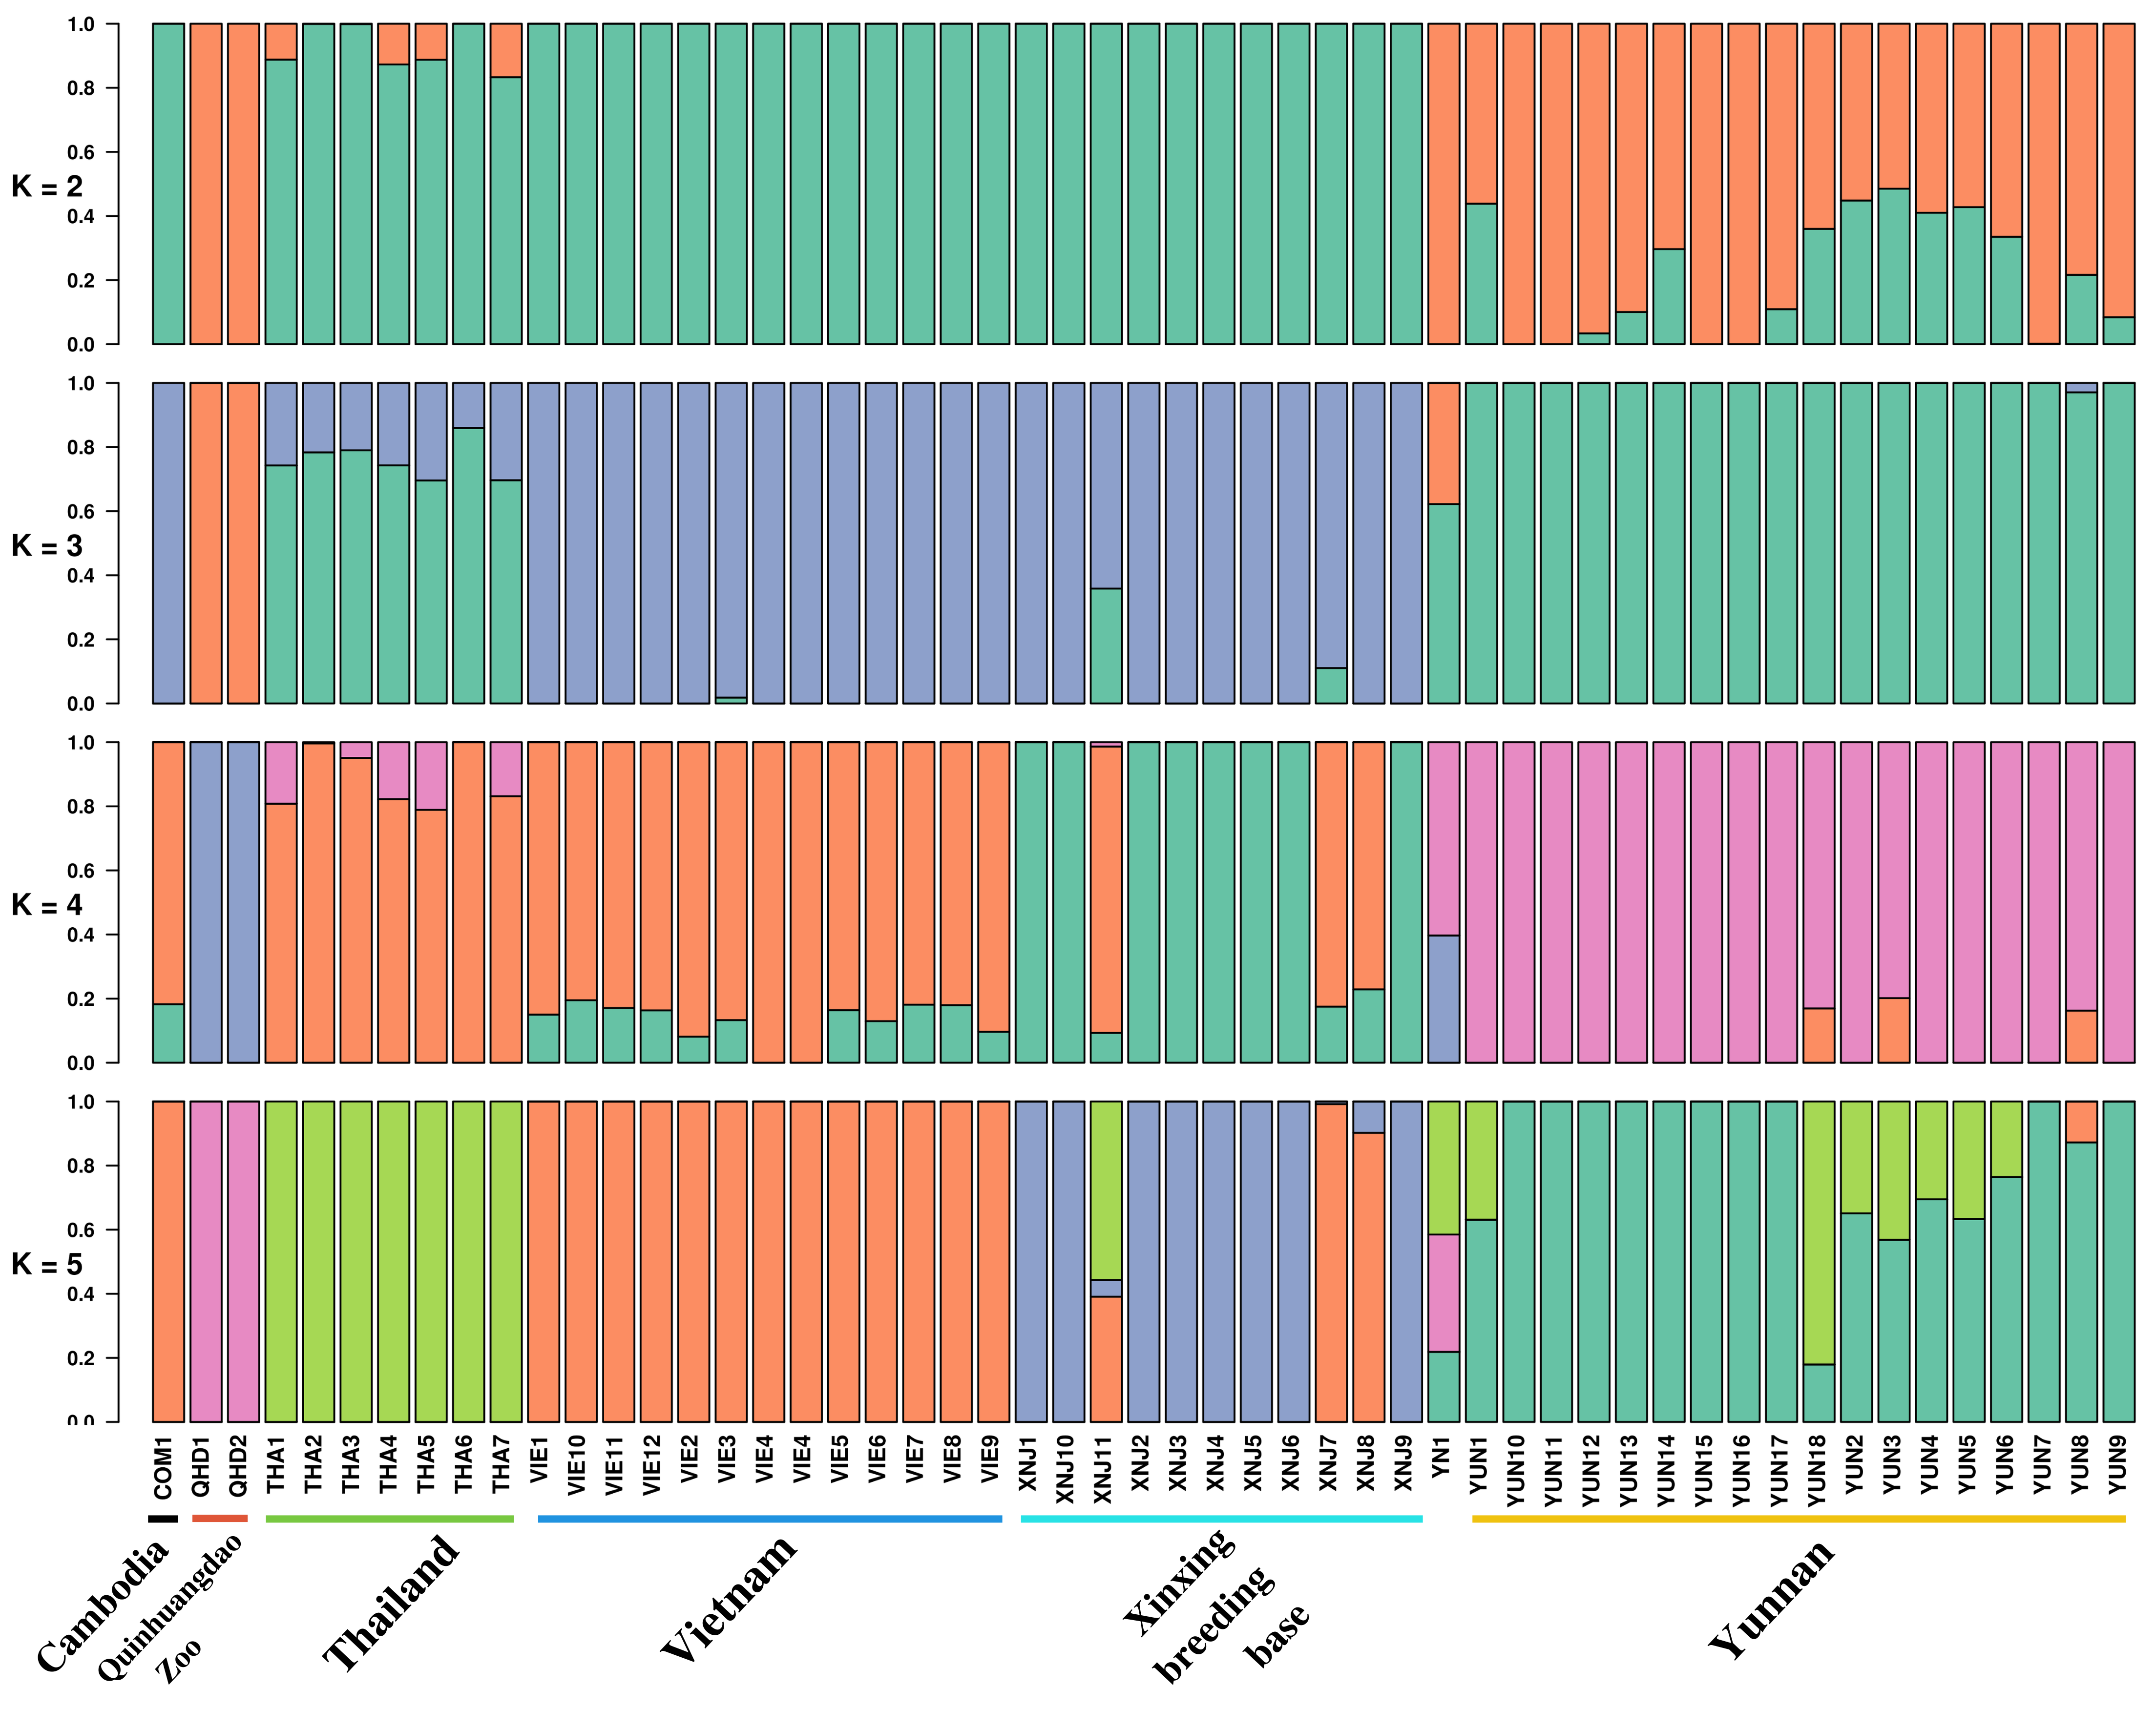 1.0
0.8
0.6
K = 2
0.4
0.2
0.0
1.0
0.8
0.6
K = 3
0.4
0.2
0.0
1.0
0.8
0.6
K = 4
0.4
0.2
0.0
1.0
0.8
0.6
K = 5
0.4
0.2
0.0
COM1 QHD1 QHD2 THA1 THA2 THA3 THA4 THA5 THA6 THA7 VIE1 VIE10 VIE11 VIE12 VIE2 VIE3 VIE4 VIE4 VIE5 VIE6 VIE7 VIE8 VIE9 XNJ1 XNJ10 XNJ11 XNJ2 XNJ3 XNJ4 XNJ5 XNJ6 XNJ7 XNJ8 XNJ9 YN1 YUN1 YUN10 YUN11 YUN12 YUN13 YUN14 YUN15 YUN16 YUN17 YUN18 YUN2 YUN3 YUN4 YUN5 YUN6 YUN7 YUN8 YUN9
Cambodia
Quinhuangdao
Zoo
Thailand
Vietnam
Xinxing
breeding
base
Yunnan